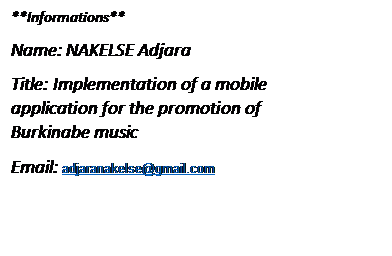 **Informations**
Name: NAKELSE Adjara
Title: Implementation of a mobile
application for the promotion of
Burkinabe music
Email: adjaranakelse@gmail.com